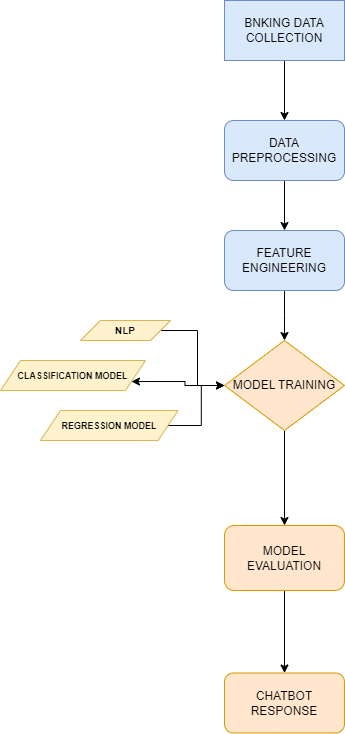 BNKING DATA
COLLECTION
DATA
PREPROCESSING
FEATURE
ENGINEERING
NLP
CLASSIFICATION MODEL
MODEL TRAINING
REGRESSION MODEL
MODEL
EVALUATION
CHATBOT
RESPONSE